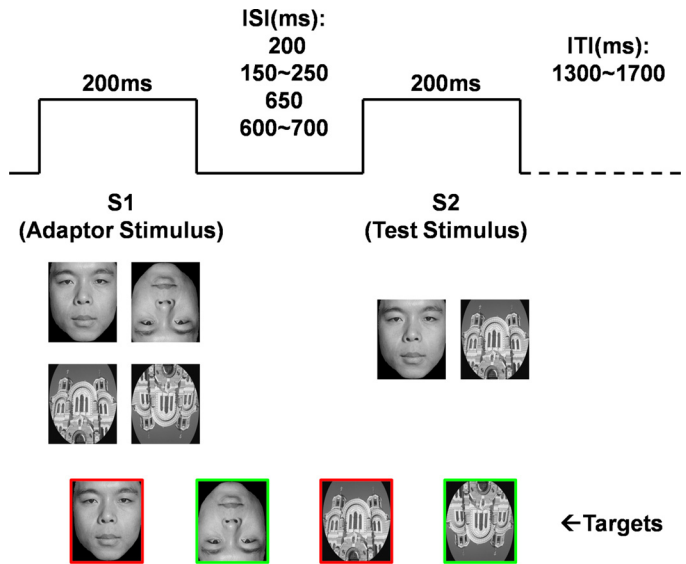 ISI(ms):
200
150~250
650
600~700
ITI(ms):
1300~1700
200ms
200ms
S1
(Adaptor Stimulus)
S2
(Test Stimulus)
←Targets